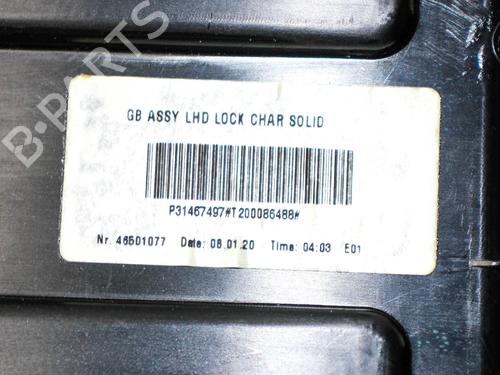 B-PARTS
GB ASSY LHD LOCK CHAR SOLID
P31467497#T200086488#
Nr. 46501077 Date: 08.01.20 Time: 04:03 E01